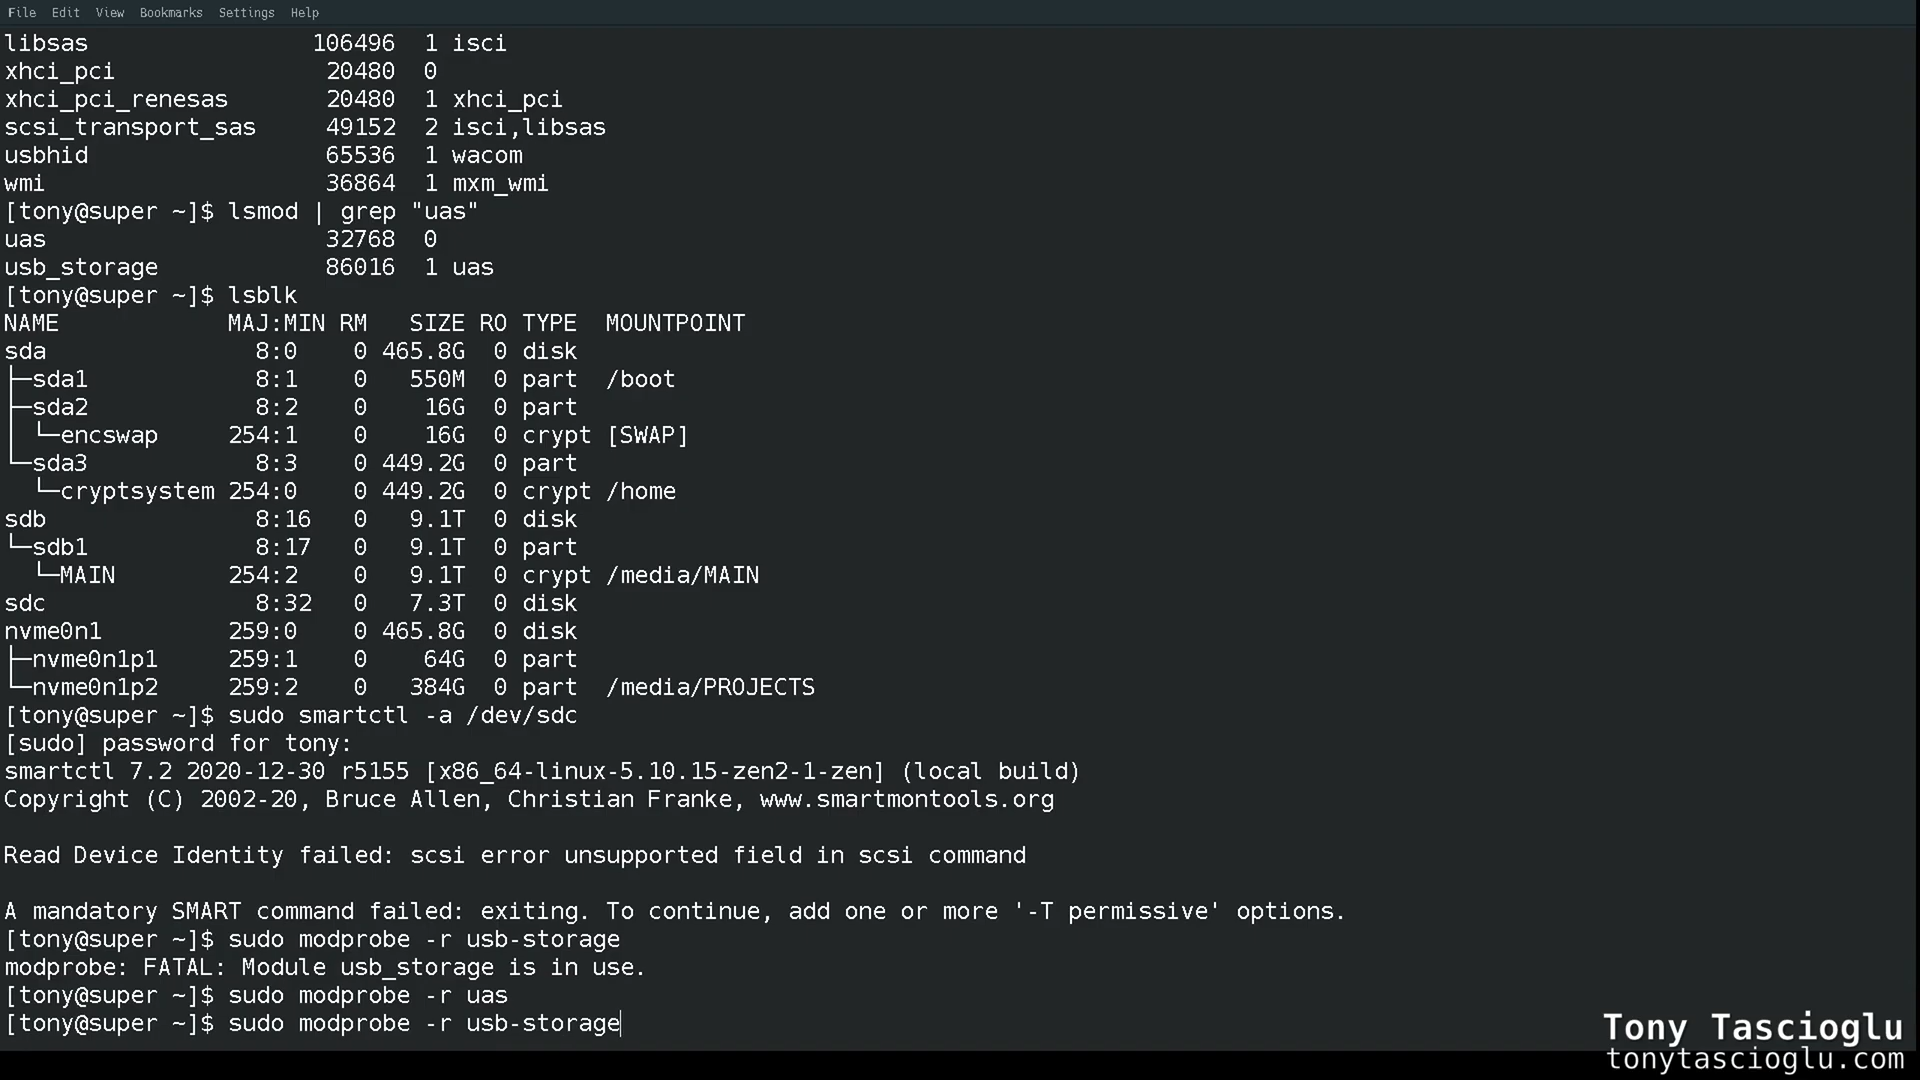 File Edit View Bookmarks Settings Help
libsas                106496  1 isci
xhci_pci               20480  0
xhci_pci_renesas       20480  1 xhci_pci
scsi_transport_sas     49152  2 isci,libsas
usbhid                 65536  1 wacom
wmi                    36864  1 mxm_wmi
[tony@super ~]$ lsmod | grep "uas"
uas                    32768  0
usb_storage            86016  1 uas
[tony@super ~]$ lsblk
NAME            MAJ:MIN RM   SIZE RO TYPE  MOUNTPOINT
sda               8:0    0 465.8G  0 disk
├─sda1            8:1    0   550M  0 part  /boot
├─sda2            8:2    0    16G  0 part
│ └─encswap     254:1    0    16G  0 crypt [SWAP]
└─sda3            8:3    0 449.2G  0 part
  └─cryptsystem 254:0    0 449.2G  0 crypt /home
sdb               8:16   0   9.1T  0 disk
└─sdb1            8:17   0   9.1T  0 part
  └─MAIN        254:2    0   9.1T  0 crypt /media/MAIN
sdc               8:32   0   7.3T  0 disk
nvme0n1         259:0    0 465.8G  0 disk
├─nvme0n1p1     259:1    0    64G  0 part
└─nvme0n1p2     259:2    0   384G  0 part  /media/PROJECTS
[tony@super ~]$ sudo smartctl -a /dev/sdc
[sudo] password for tony:
smartctl 7.2 2020-12-30 r5155 [x86_64-linux-5.10.15-zen2-1-zen] (local build)
Copyright (C) 2002-20, Bruce Allen, Christian Franke, www.smartmontools.org
Read Device Identity failed: scsi error unsupported field in scsi command
A mandatory SMART command failed: exiting. To continue, add one or more '-T permissive' options.
[tony@super ~]$ sudo modprobe -r usb-storage
modprobe: FATAL: Module usb_storage is in use.
[tony@super ~]$ sudo modprobe -r uas
[tony@super ~]$ sudo modprobe -r usb-storage
Tony Tascioglu
tonytascioglu.com